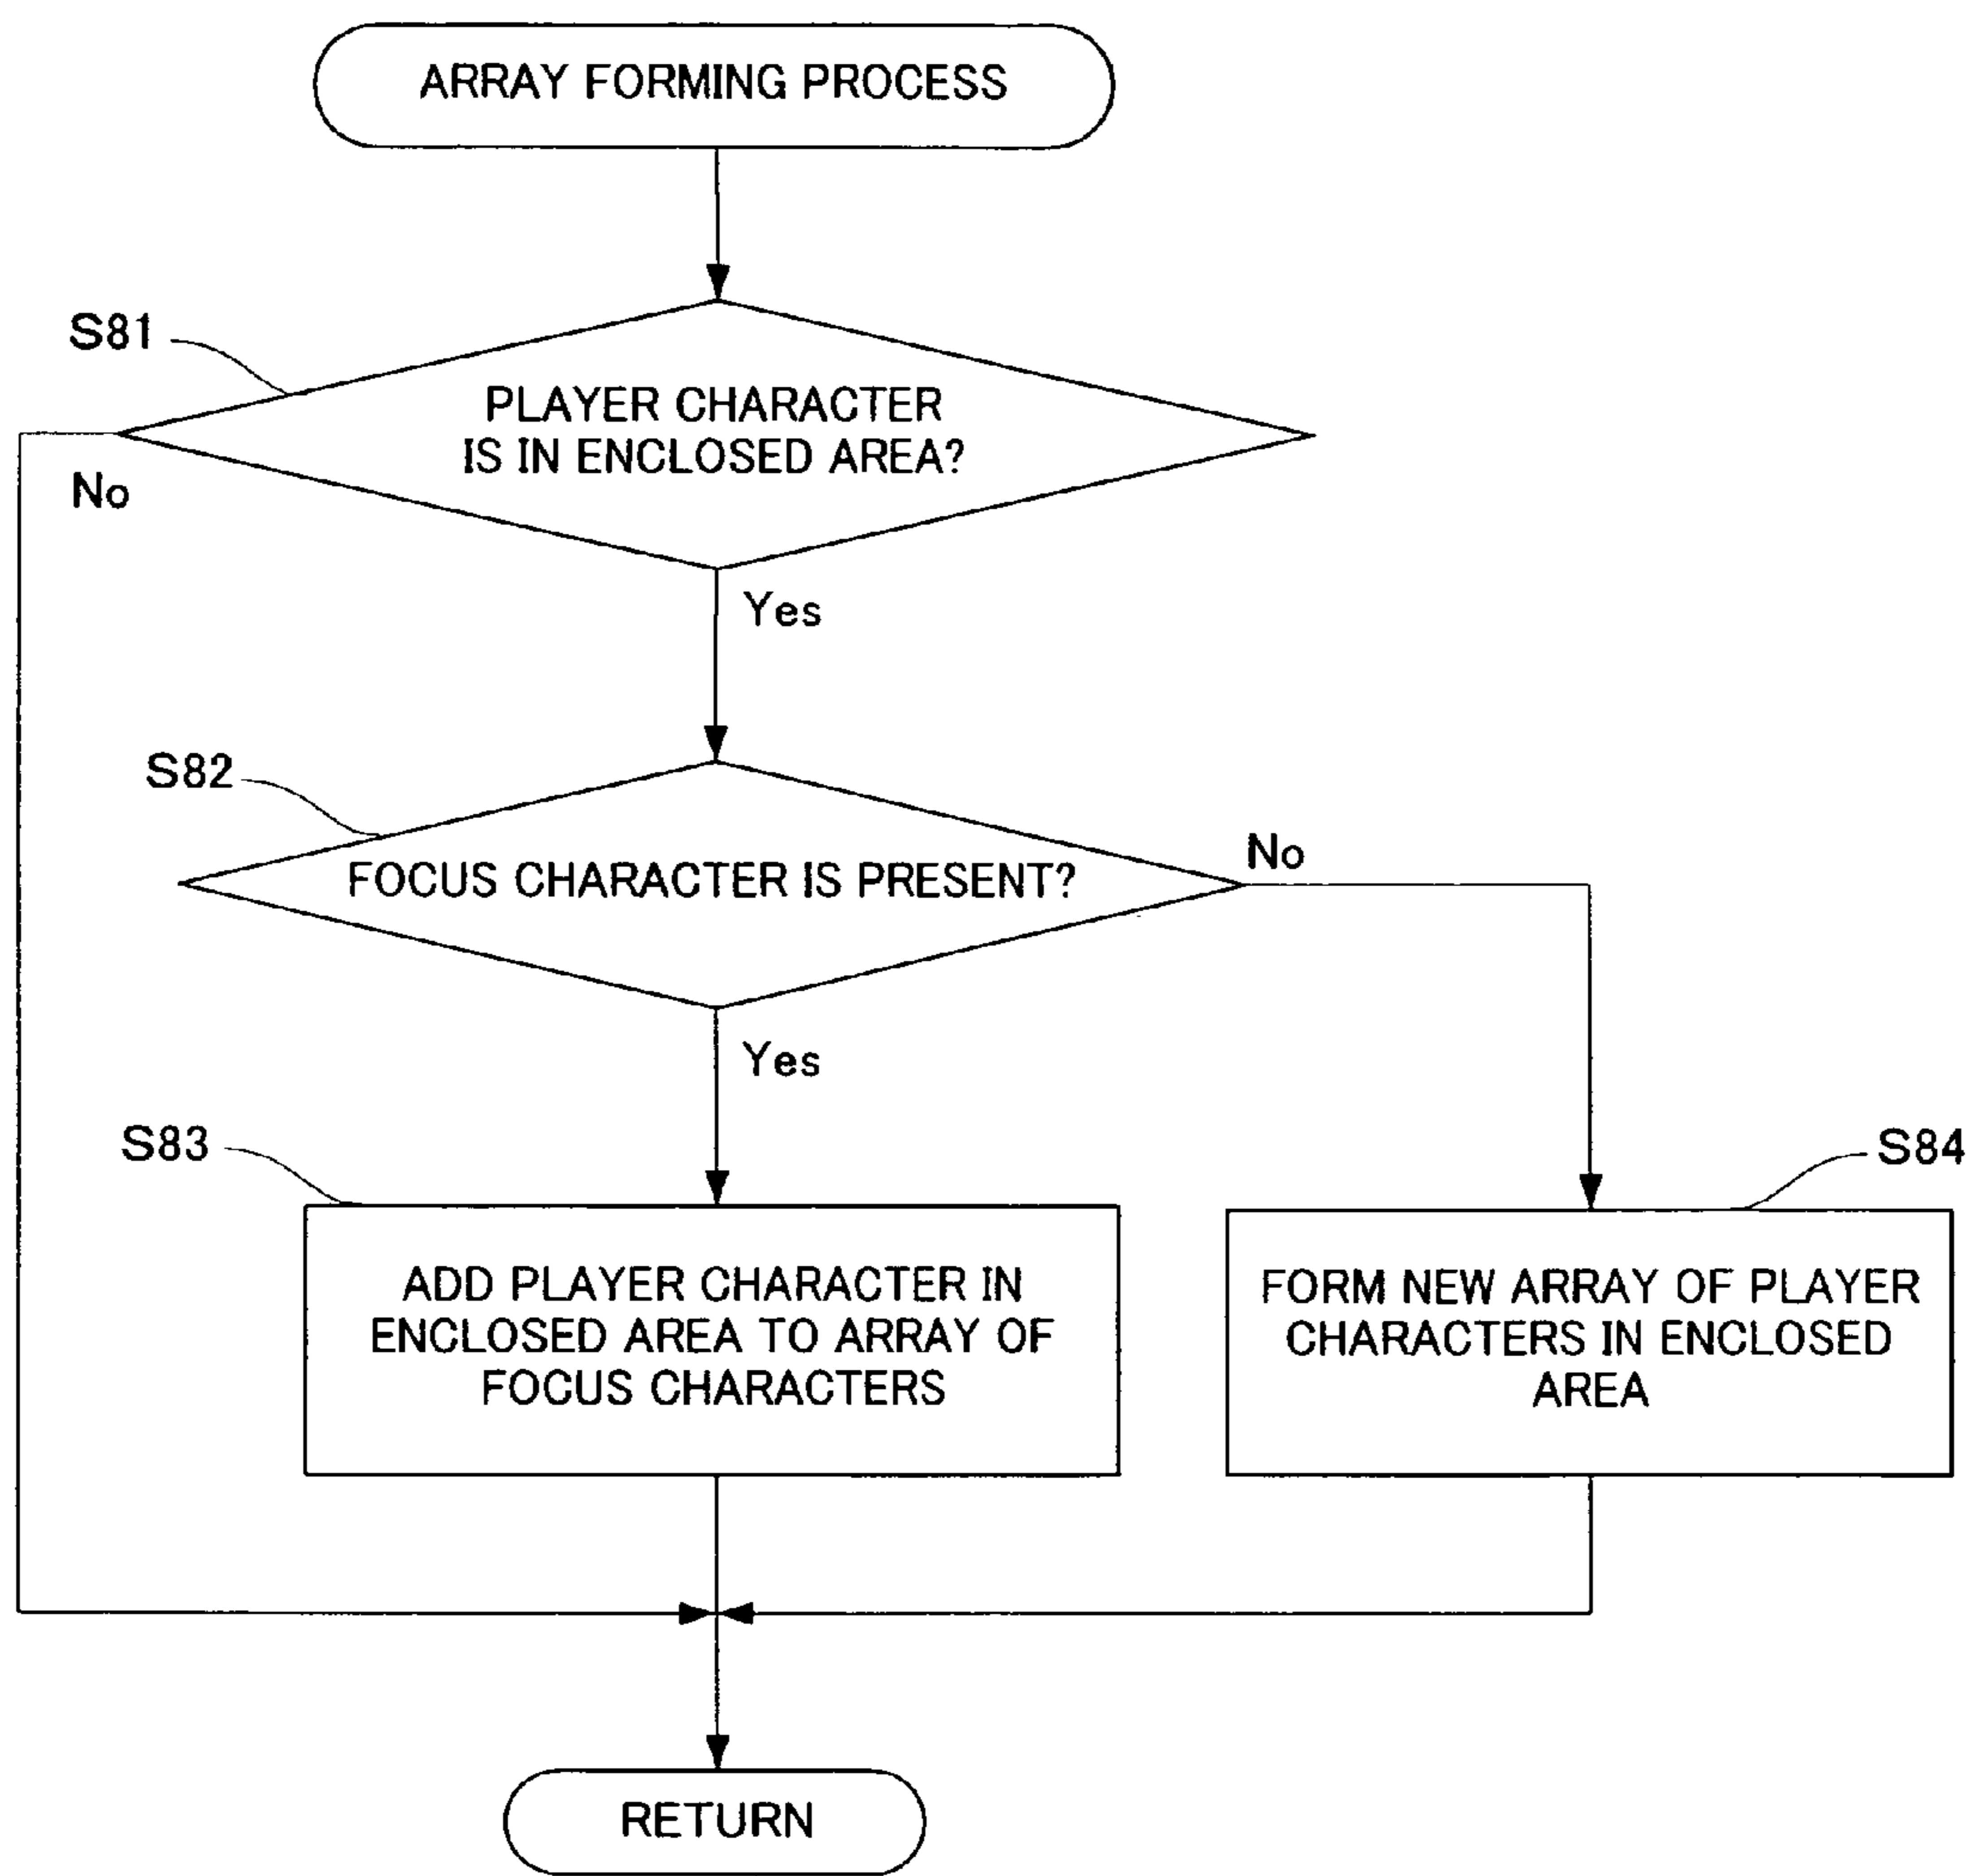 ARRAY FORMING PROCESS
S81
PLAYER CHARACTER
IS IN ENCLOSED AREA?
No
Yes
S82
FOCUS CHARACTER IS PRESENT?
No
Yes
S83
S84
ADD PLAYER CHARACTER IN
ENCLOSED AREA TO ARRAY OF
FOCUS CHARACTERS
FORM NEW ARRAY OF PLAYER
CHARACTERS IN ENCLOSED
AREA
RETURN